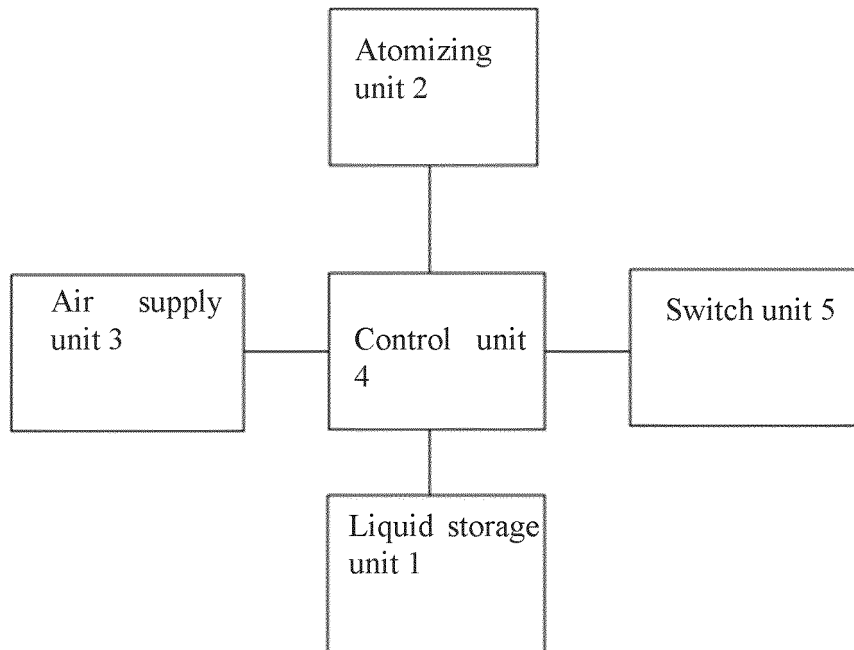 Atomizing
unit 2
Air supply
unit 3
Control unit
4
Switch unit 5
Liquid storage
unit 1